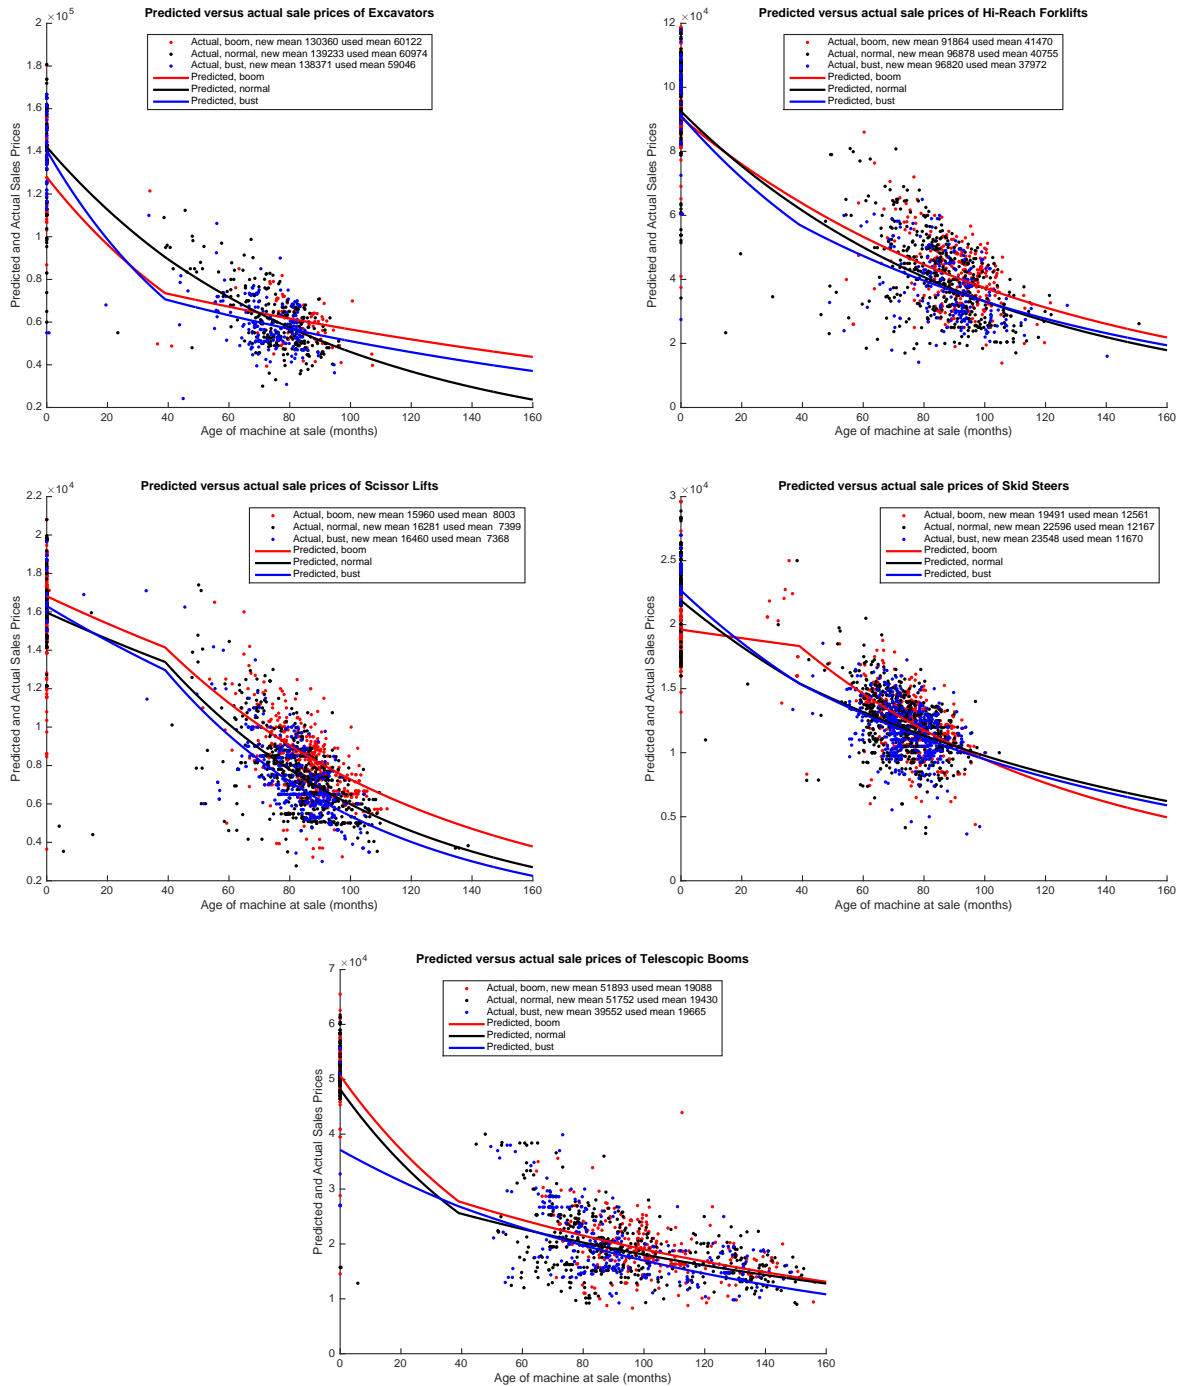 Predicted versus actual sale prices of Excavators
×10^5
Actual, boom, new mean 130360 used mean 60122
Actual, normal, new mean 139233 used mean 60974
Actual, bust, new mean 138371 used mean 59046
Predicted, boom
Predicted, normal
Predicted, bust
2
1.8
1.6
1.4
1.2
1
0.8
0.6
0.4
0.2
Predicted and Actual Sales Prices
0 20 40 60 80 100 120 140 160
Age of machine at sale (months)
Predicted versus actual sale prices of Hi-Reach Forklifts
×10^4
Actual, boom, new mean 91864 used mean 41470
Actual, normal, new mean 96878 used mean 40755
Actual, bust, new mean 96820 used mean 37972
Predicted, boom
Predicted, normal
Predicted, bust
12
10
8
6
4
2
0
Predicted and Actual Sales Prices
0 20 40 60 80 100 120 140 160
Age of machine at sale (months)
Predicted versus actual sale prices of Scissor Lifts
×10^4
Actual, boom, new mean 15960 used mean 8003
Actual, normal, new mean 16281 used mean 7399
Actual, bust, new mean 16460 used mean 7368
Predicted, boom
Predicted, normal
Predicted, bust
2.2
2
1.8
1.6
1.4
1.2
1
0.8
0.6
0.4
0.2
Predicted and Actual Sales Prices
0 20 40 60 80 100 120 140 160
Age of machine at sale (months)
Predicted versus actual sale prices of Skid Steers
×10^4
Actual, boom, new mean 19491 used mean 12561
Actual, normal, new mean 22596 used mean 12167
Actual, bust, new mean 23548 used mean 11670
Predicted, boom
Predicted, normal
Predicted, bust
3
2.5
2
1.5
1
0.5
0
Predicted and Actual Sales Prices
0 20 40 60 80 100 120 140 160
Age of machine at sale (months)
Predicted versus actual sale prices of Telescopic Booms
×10^4
Actual, boom, new mean 51893 used mean 19088
Actual, normal, new mean 51752 used mean 19430
Actual, bust, new mean 39552 used mean 19665
Predicted, boom
Predicted, normal
Predicted, bust
7
6
5
4
3
2
1
0
Predicted and Actual Sales Prices
0 20 40 60 80 100 120 140 160
Age of machine at sale (months)